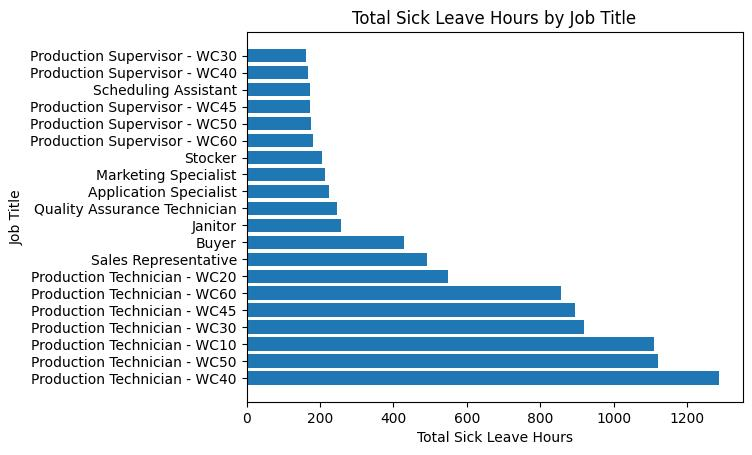 Total Sick Leave Hours by Job Title
Job Title
Production Supervisor - WC30
Production Supervisor - WC40
Scheduling Assistant
Production Supervisor - WC45
Production Supervisor - WC50
Production Supervisor - WC60
Stocker
Marketing Specialist
Application Specialist
Quality Assurance Technician
Janitor
Buyer
Sales Representative
Production Technician - WC20
Production Technician - WC60
Production Technician - WC45
Production Technician - WC30
Production Technician - WC10
Production Technician - WC50
Production Technician - WC40
0 200 400 600 800 1000 1200
Total Sick Leave Hours